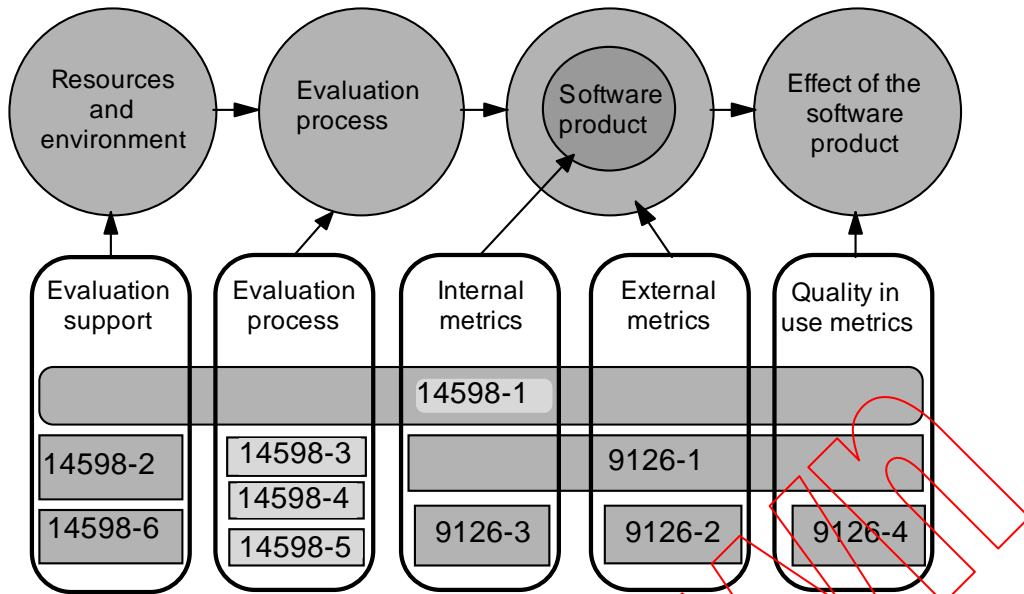 Resources
and
environment
Evaluation
process
Software
product
Effect of the
software
product
Evaluation
support
Evaluation
process
Internal
metrics
External
metrics
Quality in
use metrics
14598-1
14598-2
14598-3
9126-1
14598-4
14598-6
14598-5
9126-3
9126-2
9126-4